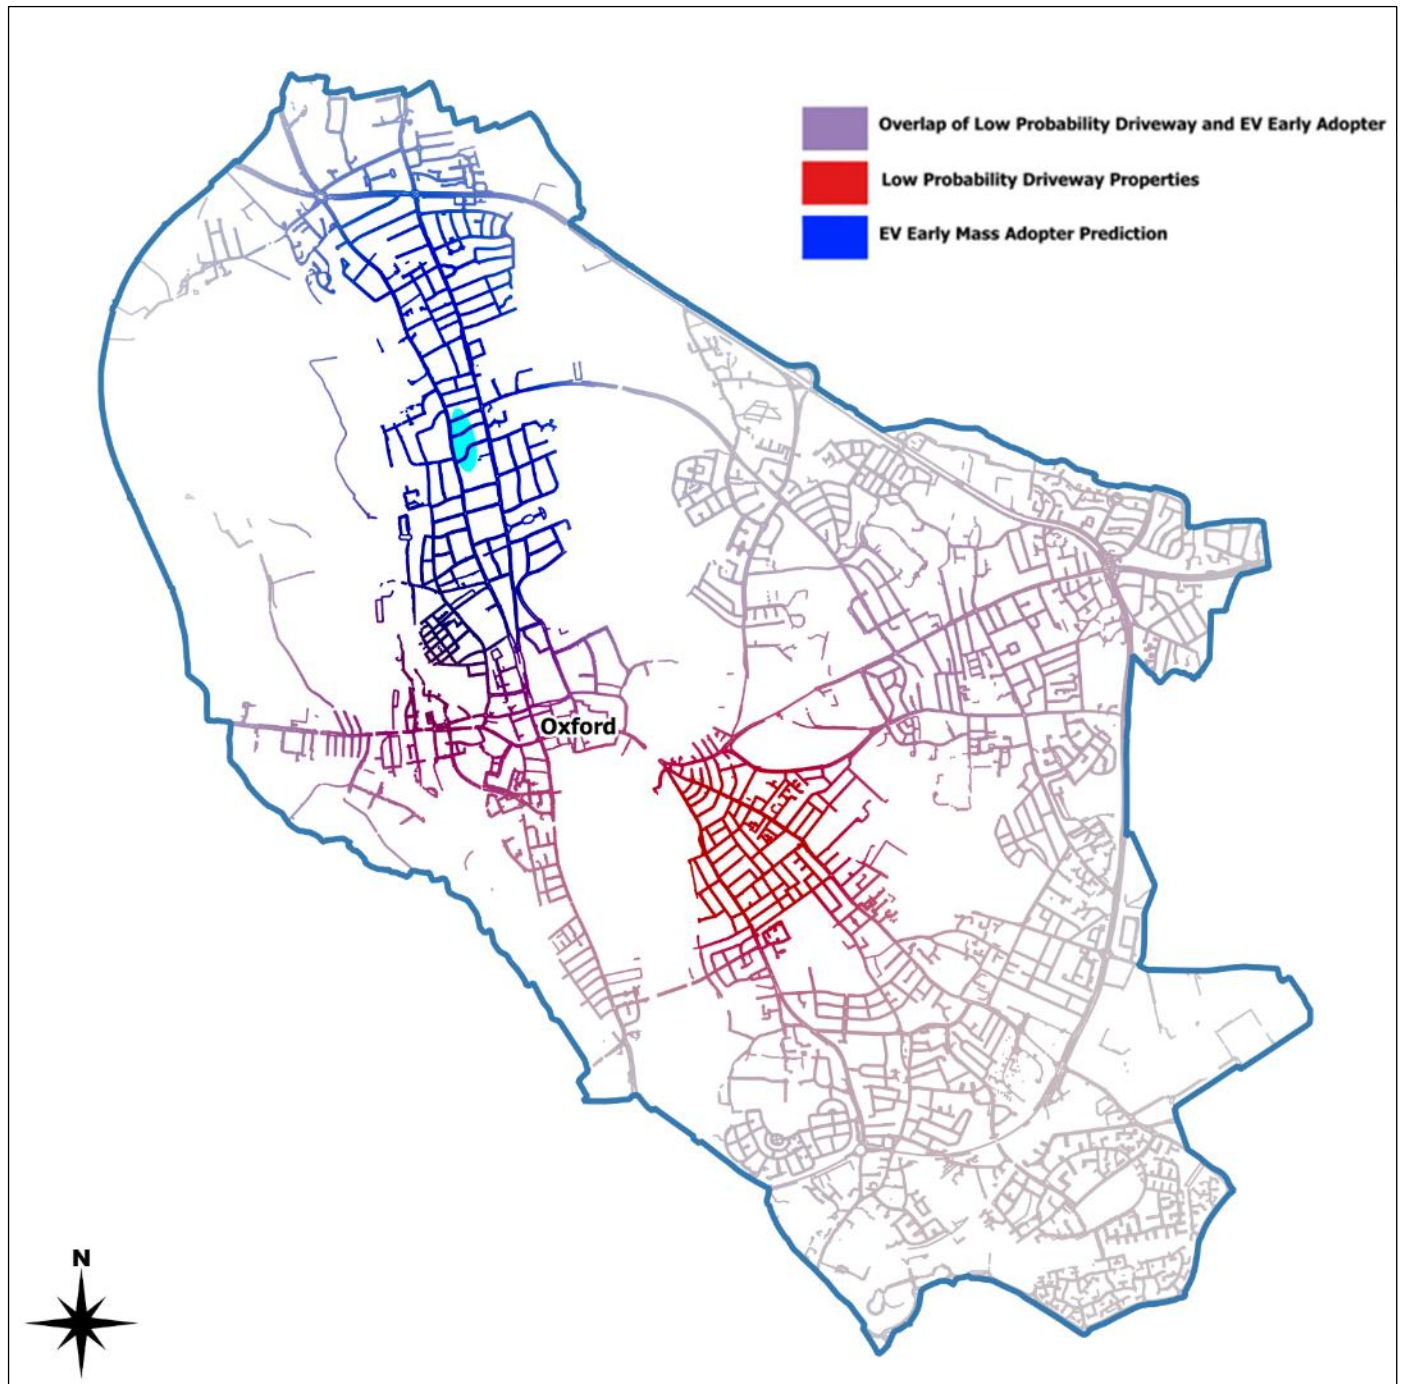 Overlap of Low Probability Driveway and EV Early Adopter
Low Probability Driveway Properties
EV Early Mass Adopter Prediction
Oxford
N